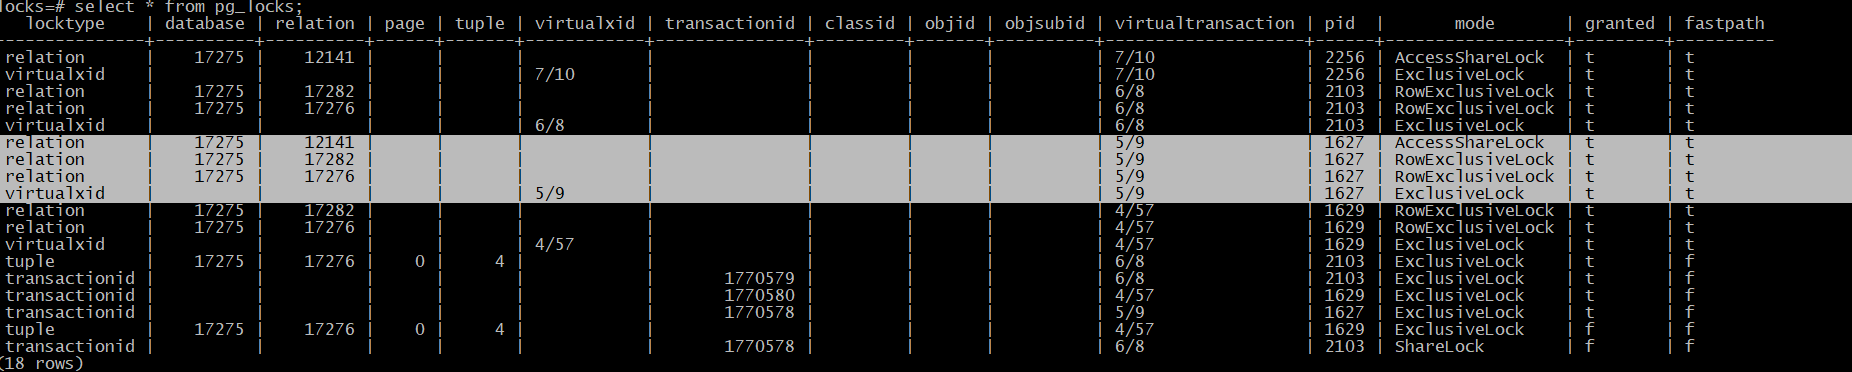 locks=# select * from pg_locks;
locktype | database | relation | page | tuple | virtualxid | transactionid | classid | objid | objsubid | virtualtransaction | pid | mode | granted | fastpath
---------------+----------+----------+------+-------+------------+---------------+---------+-------+----------+--------------------+------+------------------+---------+----------
relation | 17275 | 12141 | | | | | | | | 7/10 | 2256 | AccessShareLock | t | t
virtualxid | | | | | 7/10 | | | | | 7/10 | 2256 | ExclusiveLock | t | t
relation | 17275 | 17282 | | | | | | | | 6/8 | 2103 | RowExclusiveLock | t | t
relation | 17275 | 17276 | | | | | | | | 6/8 | 2103 | RowExclusiveLock | t | t
virtualxid | | | | | 6/8 | | | | | 6/8 | 2103 | ExclusiveLock | t | t
relation | 17275 | 12141 | | | | | | | | 5/9 | 1627 | AccessShareLock | t | t
relation | 17275 | 17282 | | | | | | | | 5/9 | 1627 | RowExclusiveLock | t | t
relation | 17275 | 17276 | | | | | | | | 5/9 | 1627 | RowExclusiveLock | t | t
virtualxid | | | | | 5/9 | | | | | 5/9 | 1627 | ExclusiveLock | t | t
relation | 17275 | 17282 | | | | | | | | 4/57 | 1629 | RowExclusiveLock | t | t
relation | 17275 | 17276 | | | | | | | | 4/57 | 1629 | RowExclusiveLock | t | t
virtualxid | | | | | 4/57 | | | | | 4/57 | 1629 | ExclusiveLock | t | t
tuple | 17275 | 17276 | 0 | 4 | | | | | | 6/8 | 2103 | ExclusiveLock | t | f
transactionid | | | | | | 1770579 | | | | 6/8 | 2103 | ExclusiveLock | t | f
transactionid | | | | | | 1770580 | | | | 4/57 | 1629 | ExclusiveLock | t | f
transactionid | | | | | | 1770578 | | | | 5/9 | 1627 | ExclusiveLock | t | f
tuple | 17275 | 17276 | 0 | 4 | | | | | | 4/57 | 1629 | ExclusiveLock | f | f
transactionid | | | | | | 1770578 | | | | 6/8 | 2103 | ShareLock | f | f
(18 rows)